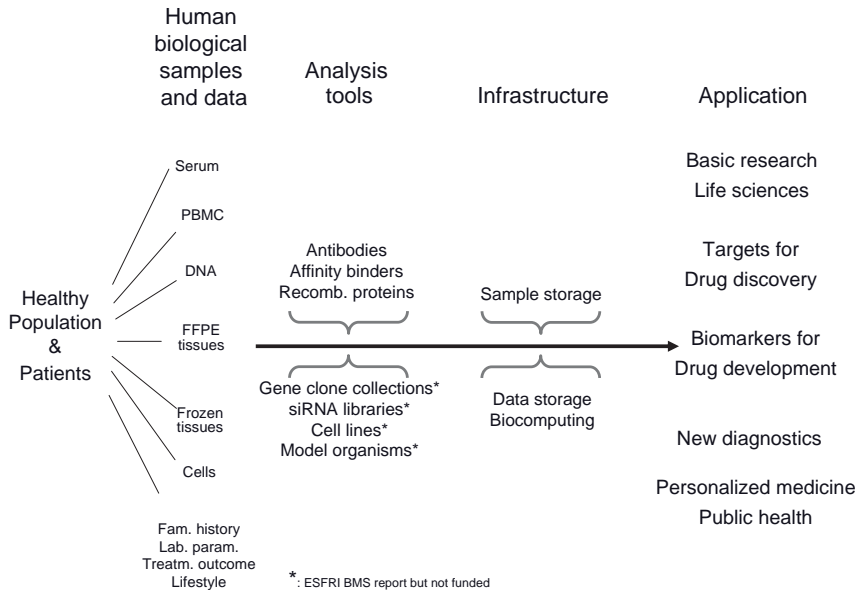 Human
biological
samples
and data
Analysis
tools
Infrastructure
Application
Healthy
Population
&
Patients
Serum
PBMC
DNA
FFPE
tissues
Frozen
tissues
Cells
Fam. history
Lab. param.
Treatm. outcome
Lifestyle
Antibodies
Affinity binders
Recomb. proteins
Gene clone collections*
siRNA libraries*
Cell lines*
Model organisms*
Sample storage
Data storage
Biocomputing
Basic research
Life sciences
Targets for
Drug discovery
Biomarkers for
Drug development
New diagnostics
Personalized medicine
Public health
*: ESFRI BMS report but not funded